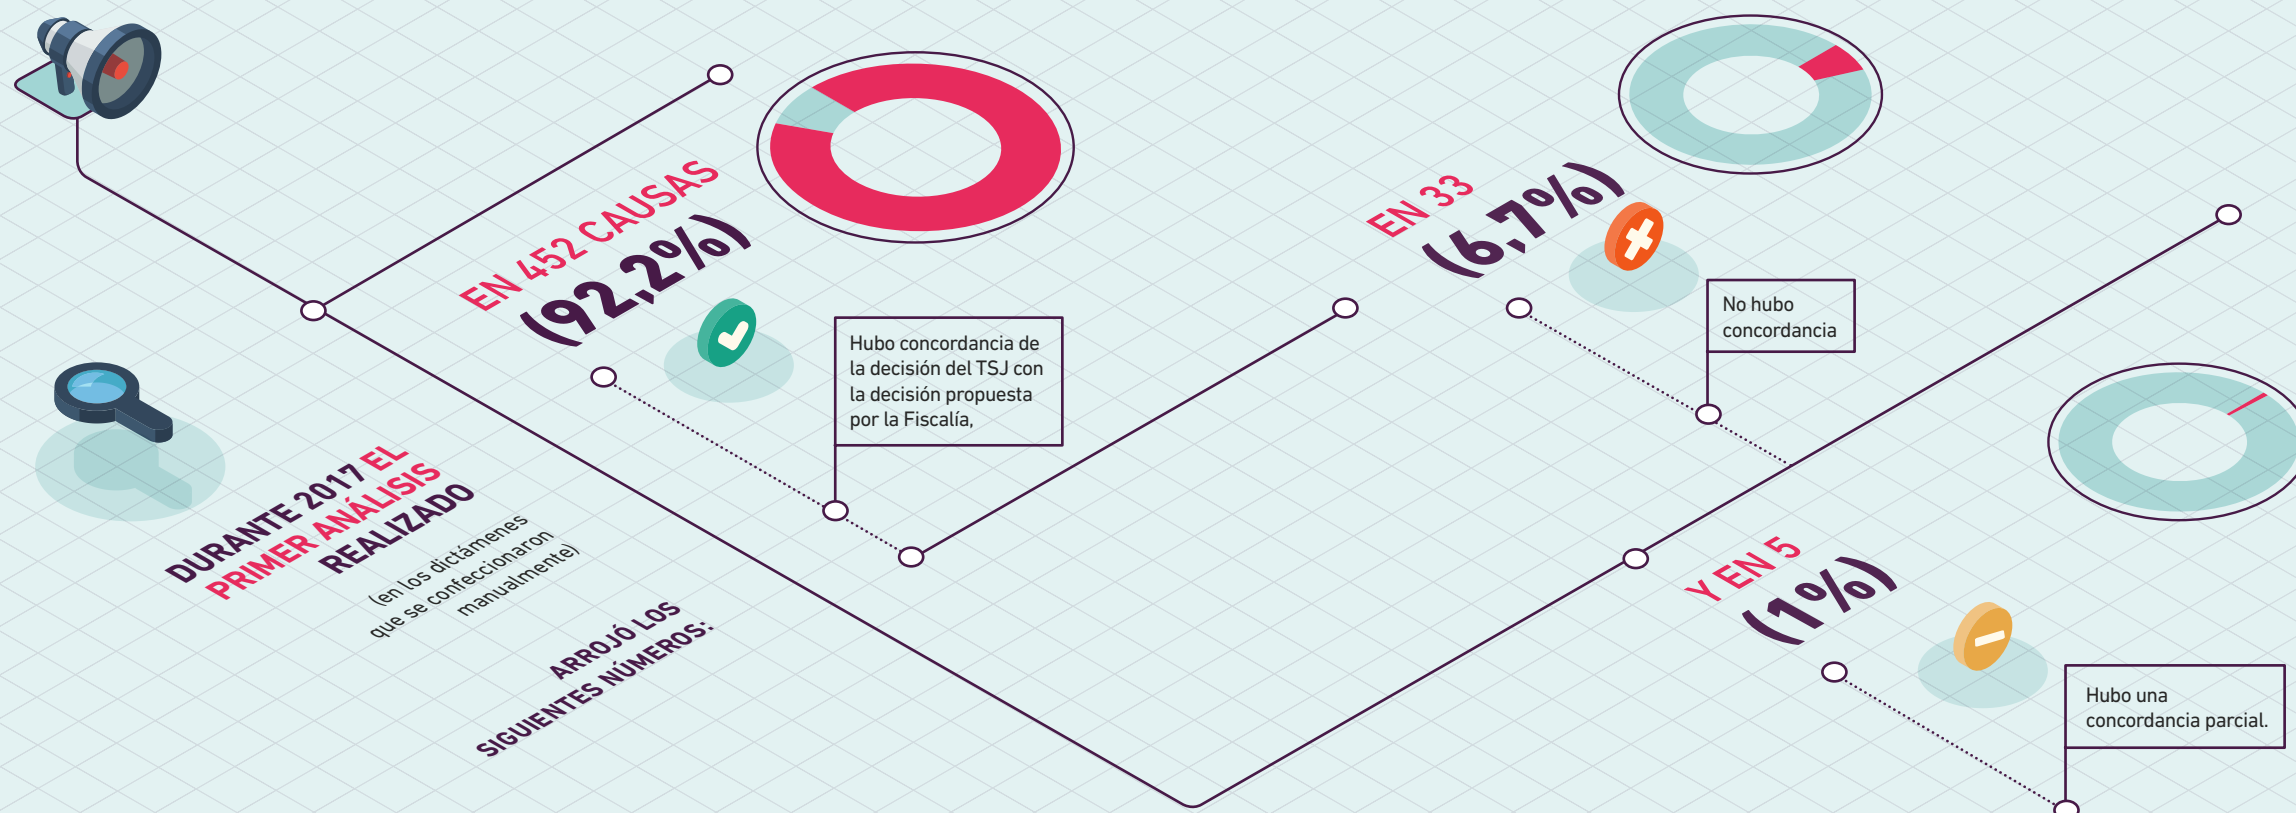 DURANTE 2017 EL
PRIMER ANÁLISIS
REALIZADO
(en los dictámenes
que se confeccionaron
manualmente)
ARROJÓ LOS
SIGUIENTES NÚMEROS:
EN 452 CAUSAS
(92,2%)
Hubo concordancia de
la decisión del TSJ con
la decisión propuesta
por la Fiscalía,
EN 33
(6,7%)
No hubo
concordancia
Y EN 5
(1%)
Hubo una
concordancia parcial.